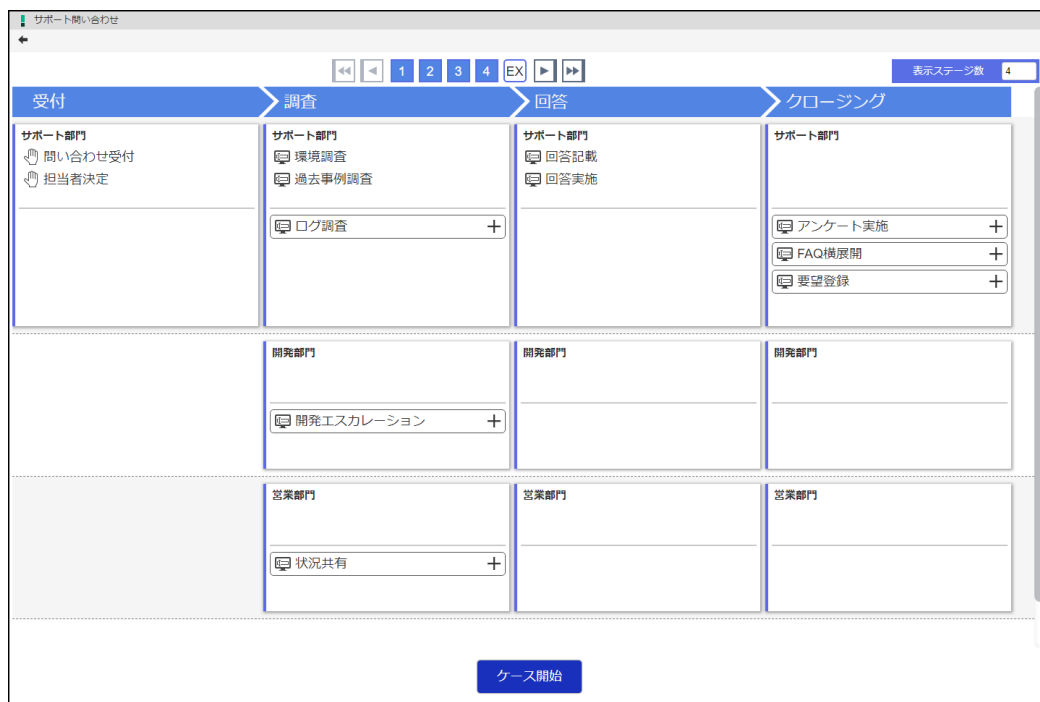 サポート問い合わせ
1 2 3 4 EX
表示ステージ数 4
受付
調査
回答
クロージング
サポート部門
問い合わせ受付
担当者決定
サポート部門
環境調査
過去事例調査
ログ調査
サポート部門
回答記載
回答実施
サポート部門
アンケート実施
FAQ横展開
要望登録
開発部門
開発エスカレーション
開発部門
開発部門
営業部門
状況共有
営業部門
営業部門
ケース開始